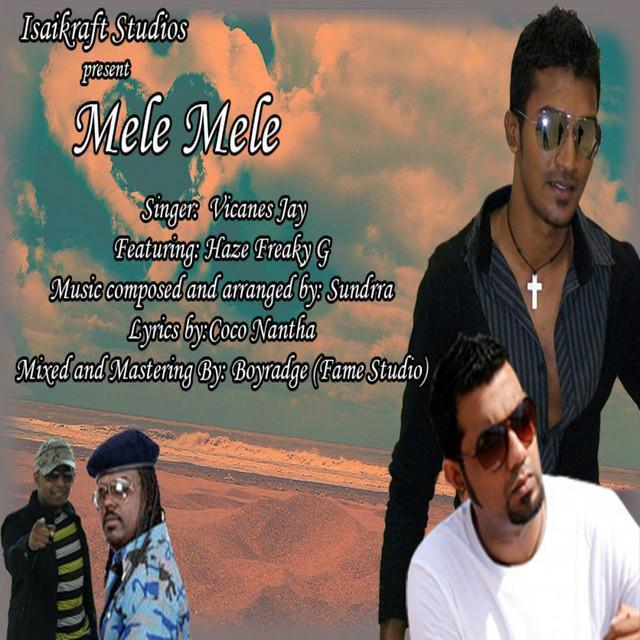 Isaikraft Studios
present
Mele Mele
Singer:  Vicanes Jay
Featuring: Haze Freaky G
Music composed and arranged by: Sundrra
Lyrics by:Coco Nantha
Mixed and Mastering By: Boyradge (Fame Studio)